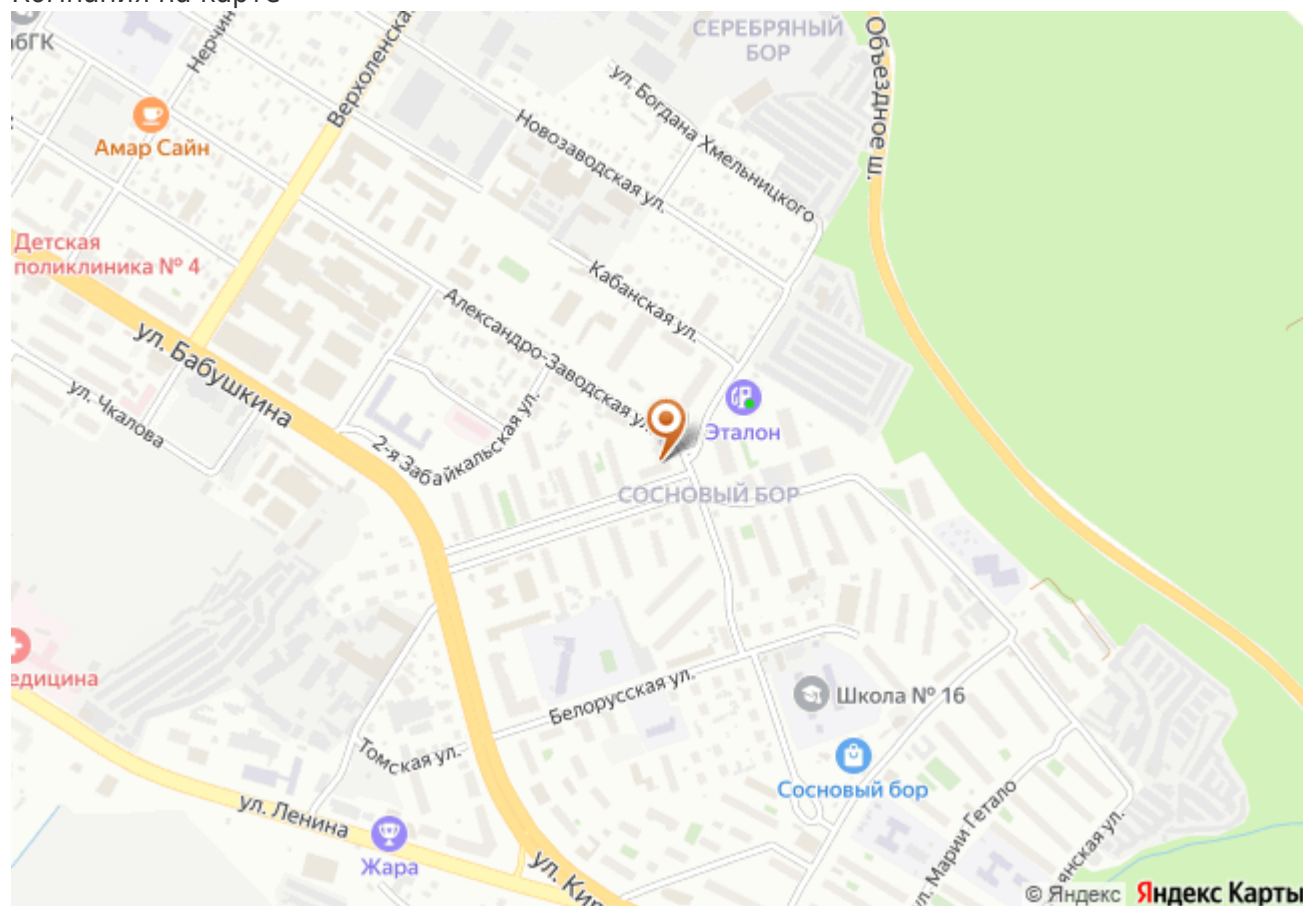 СЕРЕБРЯНЫЙ
БОР
Объездное ш.
ул. Богдана Хмельницкого
Новозаводская ул.
Амар Сайн
Детская
поликлиника № 4
Кабанская ул.
Александро-Заводская ул.
ул. Бабушкина
ул. Чкалова
2-я Забайкальская ул.
Эталон
СОСНОВЫЙ БОР
Белорусская ул.
Школа № 16
Томская ул.
Сосновый бор
ул. Ленина
Жара
ул. Марии Гетало
© Яндекс Яндекс Карты